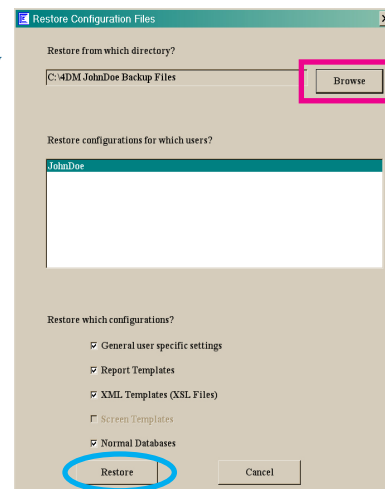 Restore Configuration Files
Restore from which directory?
C:\4DM JohnDoe Backup Files
Browse
Restore configurations for which users?
JohnDoe
Restore which configurations?
General user specific settings
Report Templates
XML Templates (XSL Files)
Screen Templates
Normal Databases
Restore
Cancel